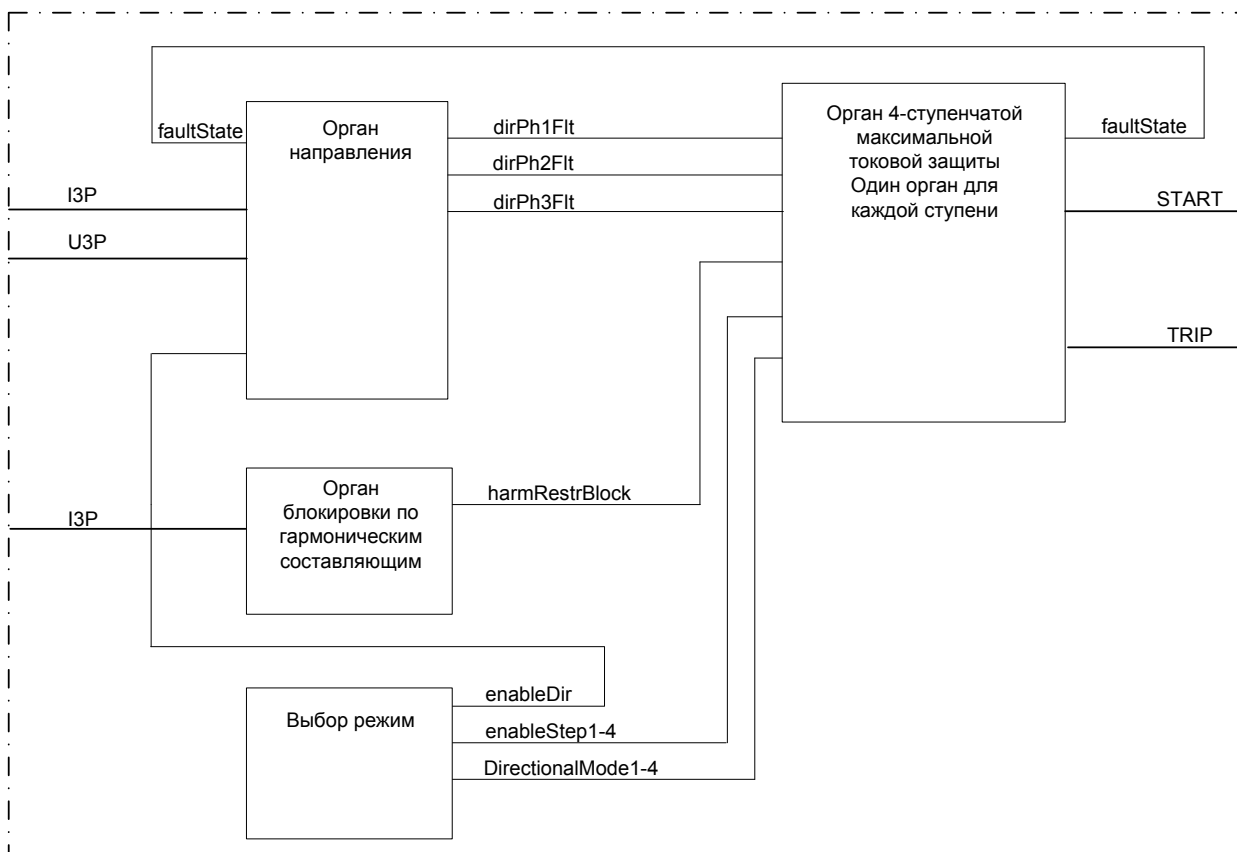 faultState
Орган
направления
dirPh1Flt
dirPh2Flt
dirPh3Flt
Орган 4-ступенчатой
максимальной
токовой защиты
Один орган для
каждой ступени
faultState
START
TRIP
I3P
U3P
I3P
Орган
блокировки по
гармоническим
составляющим
harmRestrBlock
Выбор режим
enableDir
enableStep1-4
DirectionalMode1-4